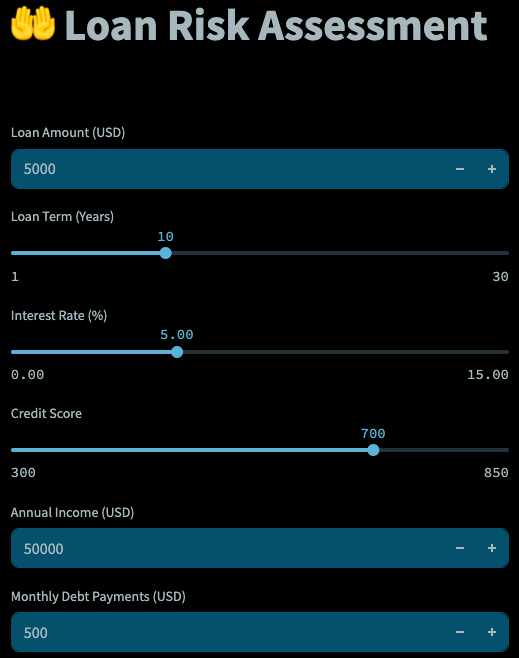 🤲 Loan Risk Assessment
Loan Amount (USD)
5000 − +
Loan Term (Years)
10
1 30
Interest Rate (%)
5.00
0.00 15.00
Credit Score
700
300 850
Annual Income (USD)
50000 − +
Monthly Debt Payments (USD)
500 − +